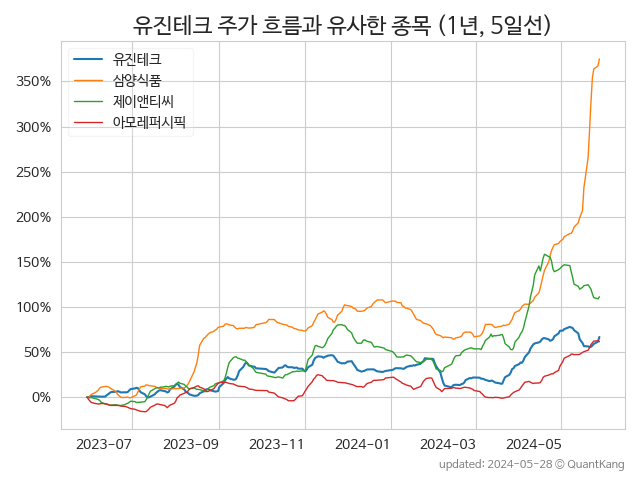 유진테크 주가 흐름과 유사한 종목 (1년, 5일선)
유진테크
삼양식품
제이앤티씨
아모레퍼시픽
350%
300%
250%
200%
150%
100%
50%
0%
2023-07 2023-09 2023-11 2024-01 2024-03 2024-05
updated: 2024-05-28 © QuantKang